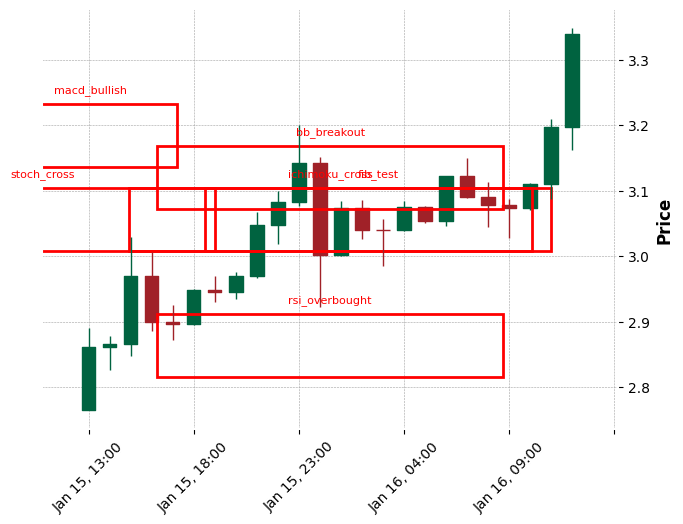 3.3
macd_bullish
3.2
bb_breakout
stoch_cross
ichimoku_cross
fib_test
3.1
Price
3.0
rsi_overbought
2.9
2.8
Jan 15, 13:00
Jan 15, 18:00
Jan 15, 23:00
Jan 16, 04:00
Jan 16, 09:00